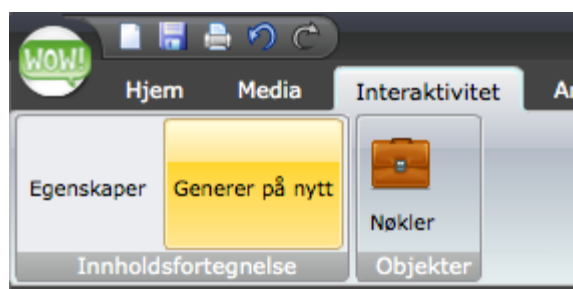 WOW!
Hjem Media Interaktivitet
Egenskaper Generer på nytt Nøkler
Innholdsfortegnelse Objekter